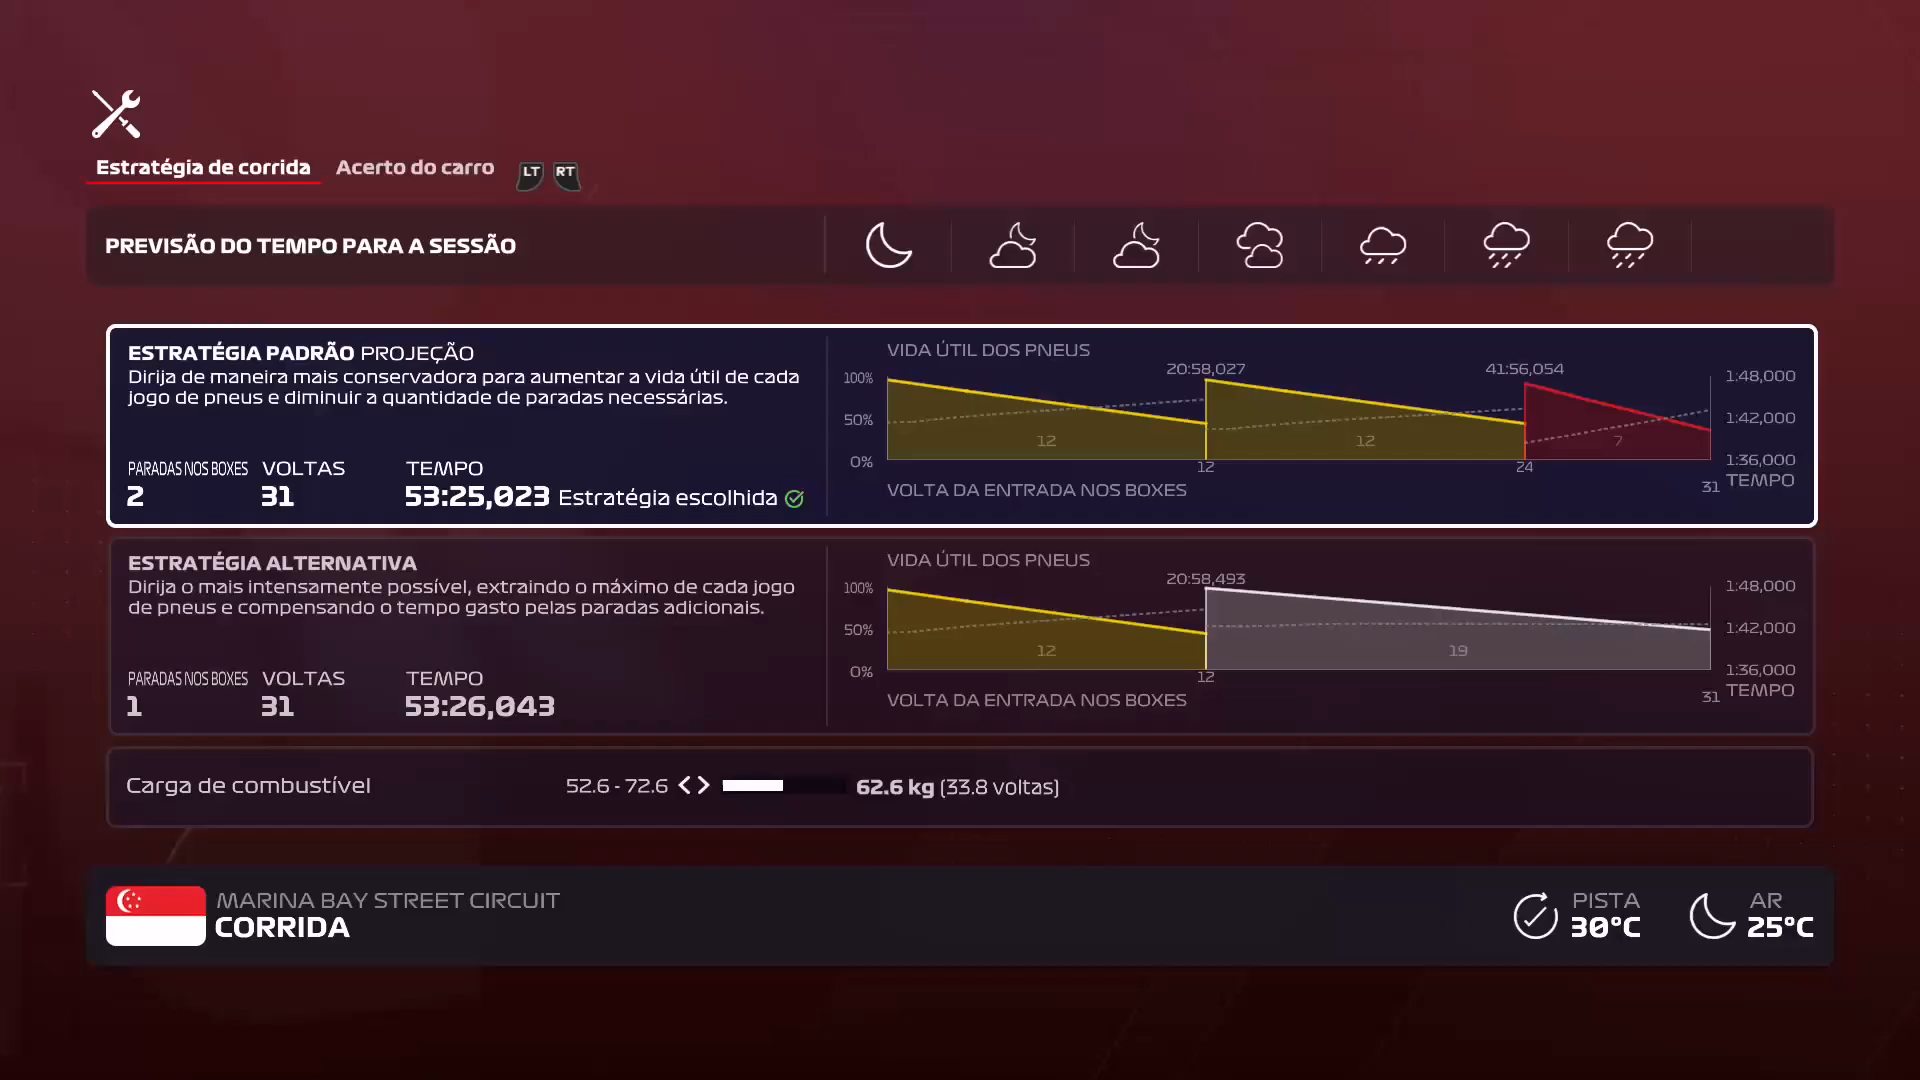 Estratégia de corrida Acerto do carro LT RT
PREVISÃO DO TEMPO PARA A SESSÃO
ESTRATÉGIA PADRÃO PROJEÇÃO
Dirija de maneira mais conservadora para aumentar a vida útil de cada
jogo de pneus e diminuir a quantidade de paradas necessárias.
PARADAS NOS BOXES VOLTAS TEMPO
2 31 53:25,023 Estratégia escolhida
VIDA ÚTIL DOS PNEUS
20:58,027 41:56,054
100% 1:48,000
50% 1:42,000
12 12 7
0% 1:36,000
12 24 31 TEMPO
VOLTA DA ENTRADA NOS BOXES
ESTRATÉGIA ALTERNATIVA
Dirija o mais intensamente possível, extraindo o máximo de cada jogo
de pneus e compensando o tempo gasto pelas paradas adicionais.
PARADAS NOS BOXES VOLTAS TEMPO
1 31 53:26,043
VIDA ÚTIL DOS PNEUS
20:58,493
100% 1:48,000
50% 1:42,000
12 19
0% 1:36,000
12 31 TEMPO
VOLTA DA ENTRADA NOS BOXES
Carga de combustível 52.6 - 72.6 62.6 kg (33.8 voltas)
MARINA BAY STREET CIRCUIT
CORRIDA
PISTA
30°C
AR
25°C